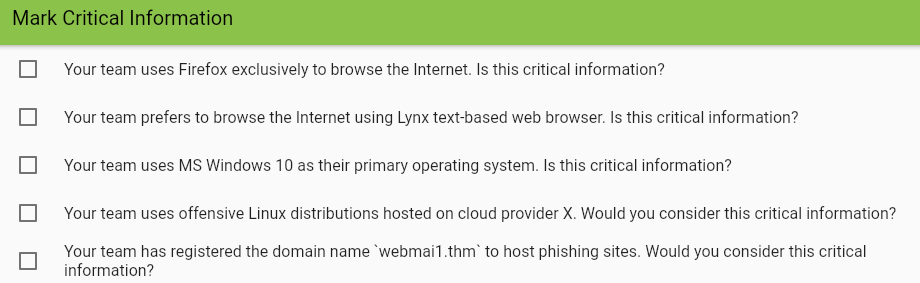 Mark Critical Information
Your team uses Firefox exclusively to browse the Internet. Is this critical information?
Your team prefers to browse the Internet using Lynx text-based web browser. Is this critical information?
Your team uses MS Windows 10 as their primary operating system. Is this critical information?
Your team uses offensive Linux distributions hosted on cloud provider X. Would you consider this critical information?
Your team has registered the domain name `webmai1.thm` to host phishing sites. Would you consider this critical
information?